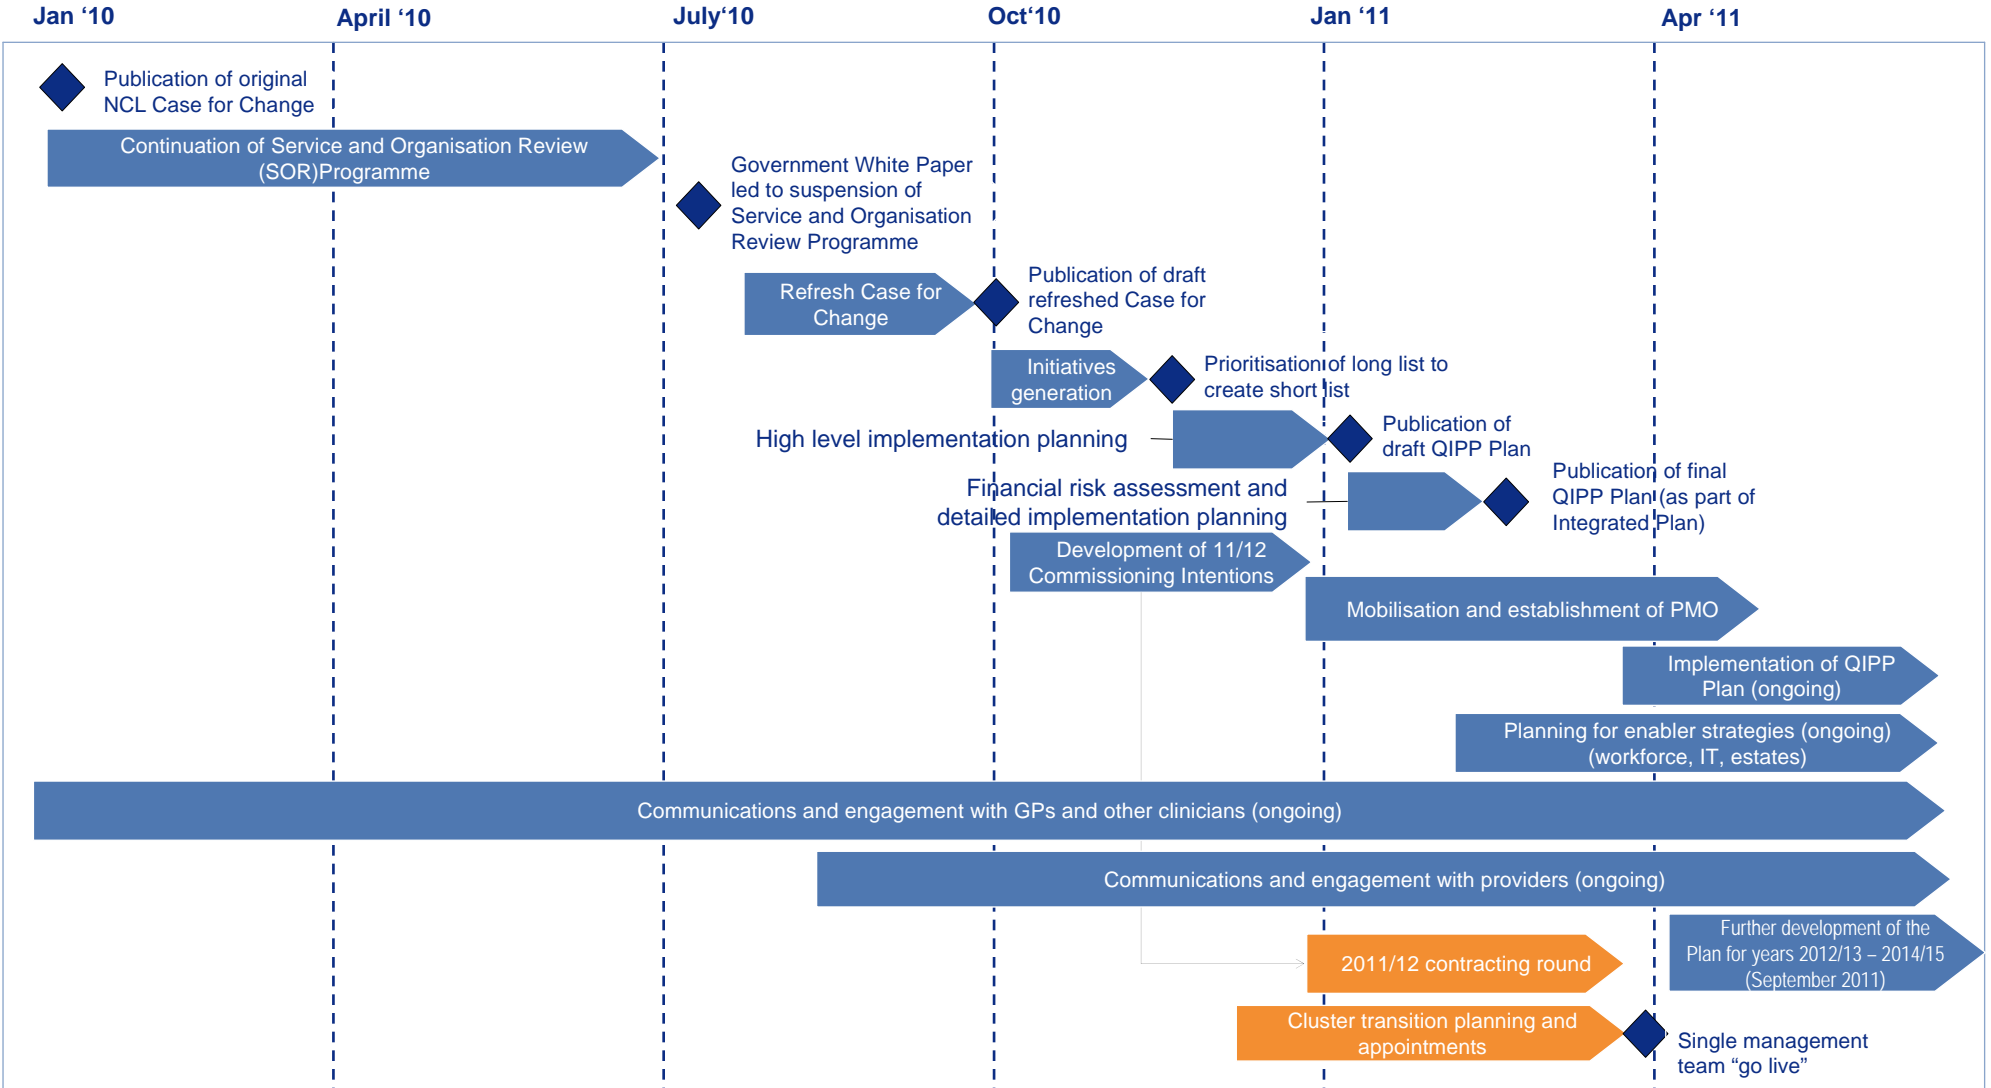 Jan ‘10
April ‘10
July‘10
Oct‘10
Jan ‘11
Apr ‘11
Publication of original
NCL Case for Change
Continuation of Service and Organisation Review
(SOR)Programme
Government White Paper
led to suspension of
Service and Organisation
Review Programme
Refresh Case for
Change
Publication of draft
refreshed Case for
Change
Initiatives
generation
Prioritisation of long list to
create short list
High level implementation planning
Publication of
draft QIPP Plan
Financial risk assessment and
detailed implementation planning
Publication of final
QIPP Plan (as part of
Integrated Plan)
Development of 11/12
Commissioning Intentions
Mobilisation and establishment of PMO
Implementation of QIPP
Plan (ongoing)
Planning for enabler strategies (ongoing)
(workforce, IT, estates)
Communications and engagement with GPs and other clinicians (ongoing)
Communications and engagement with providers (ongoing)
Further development of the
Plan for years 2012/13 – 2014/15
(September 2011)
2011/12 contracting round
Cluster transition planning and
appointments
Single management
team “go live”